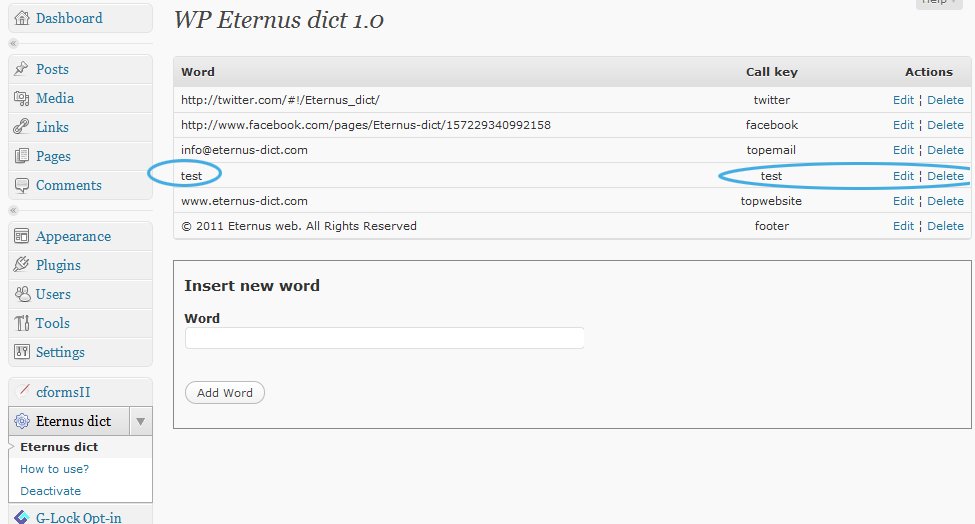 Dashboard
Posts
Media
Links
Pages
Comments
Appearance
Plugins
Users
Tools
Settings
cformsII
Eternus dict
Eternus dict
How to use?
Deactivate
G-Lock Opt-in
Help
WP Eternus dict 1.0
Word Call key Actions
http://twitter.com/#!/Eternus_dict/ twitter Edit ¦ Delete
http://www.facebook.com/pages/Eternus-dict/157229340992158 facebook Edit ¦ Delete
info@eternus-dict.com topemail Edit ¦ Delete
test test Edit ¦ Delete
www.eternus-dict.com topwebsite Edit ¦ Delete
© 2011 Eternus web. All Rights Reserved footer Edit ¦ Delete
Insert new word
Word
Add Word